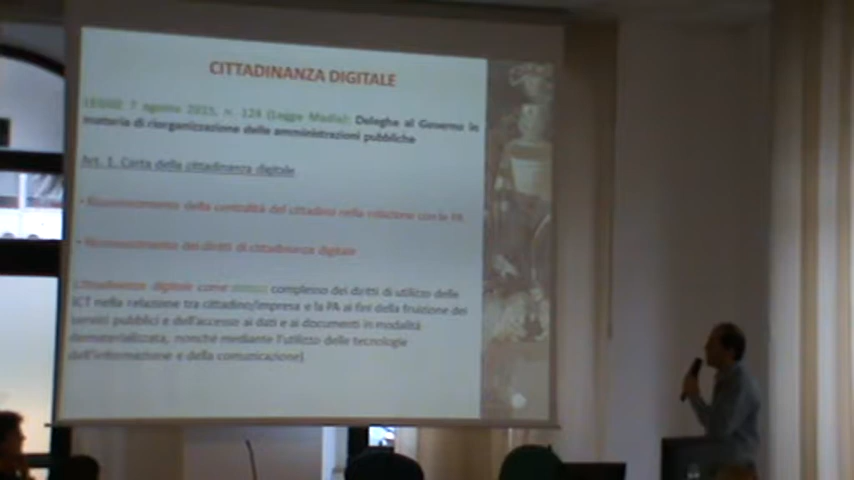 CITTADINANZA DIGITALE
LEGGE 7 agosto 2015, n. 124 (Legge Madia): Deleghe al Governo in
materia di riorganizzazione delle amministrazioni pubbliche
Art. 1. Carta della cittadinanza digitale
• Riconoscimento della centralità del cittadino nella relazione con le PA
• Riconoscimento dei diritti di cittadinanza digitale
Cittadinanza digitale come status complesso dei diritti di utilizzo delle
ICT nella relazione tra cittadino/impresa e la PA ai fini della fruizione dei
servizi pubblici e dell'accesso ai dati e ai documenti in modalità
dematerializzata, nonché mediante l'utilizzo delle tecnologie
dell'informazione e della comunicazione)